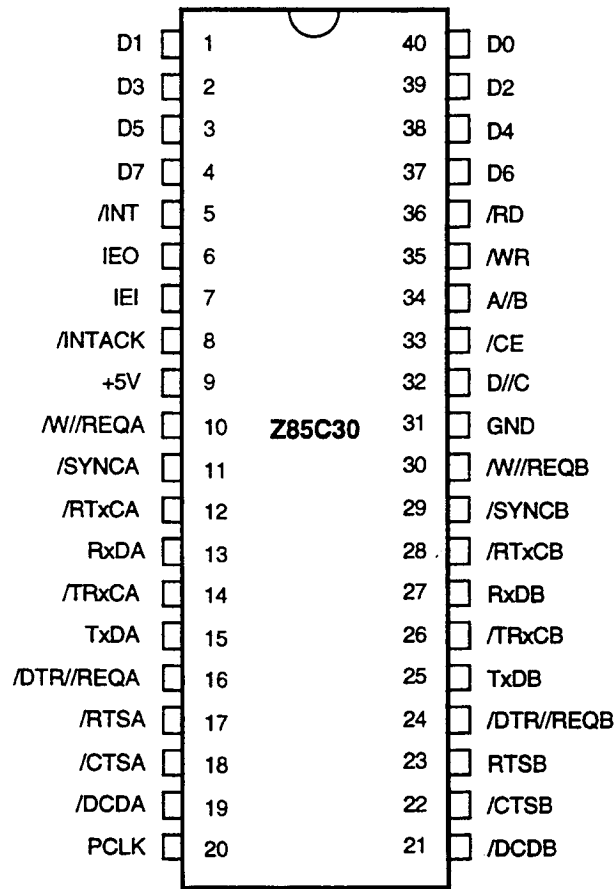 D1 1 40 D0
D3 2 39 D2
D5 3 38 D4
D7 4 37 D6
/INT 5 36 /RD
IEO 6 35 /WR
IEI 7 34 A//B
/INTACK 8 33 /CE
+5V 9 32 D//C
/W//REQA 10 Z85C30 31 GND
/SYNCA 11 30 /W//REQB
/RTxCA 12 29 /SYNCB
RxDA 13 28 /RTxCB
/TRxCA 14 27 RxDB
TxDA 15 26 /TRxCB
/DTR//REQA 16 25 TxDB
/RTSA 17 24 /DTR//REQB
/CTSA 18 23 RTSB
/DCDA 19 22 /CTSB
PCLK 20 21 /DCDB